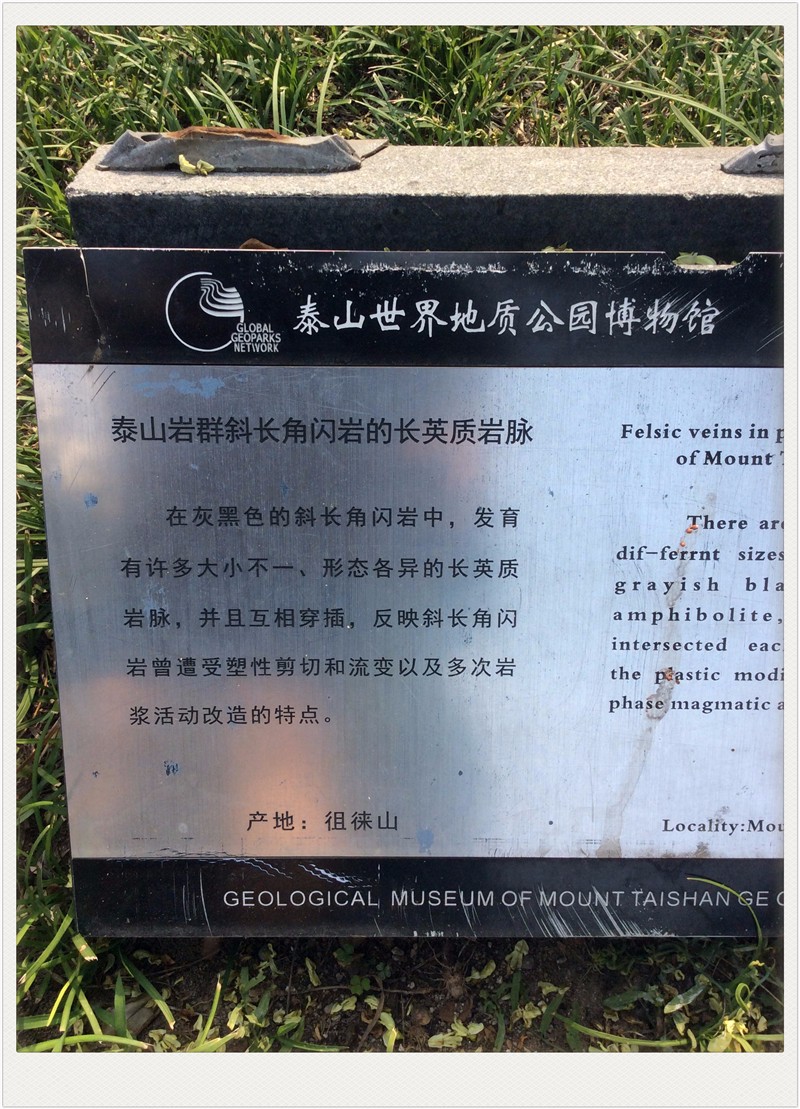 GLOBAL
GEOPARKS
NETWORK
泰山世界地质公园博物馆
泰山岩群斜长角闪岩的长英质岩脉
在灰黑色的斜长角闪岩中，发育
有许多大小不一、形态各异的长英质
岩脉，并且互相穿插，反映斜长角闪
岩曾遭受塑性剪切和流变以及多次岩
浆活动改造的特点。
产地：徂徕山
Felsic veins in
of Mount
There are
dif-ferrnt sizes
grayish
amphibolite,
intersected
the plastic
phase magmatic
Locality:
GEOLOGICAL MUSEUM OF MOUNT TAISHAN GE